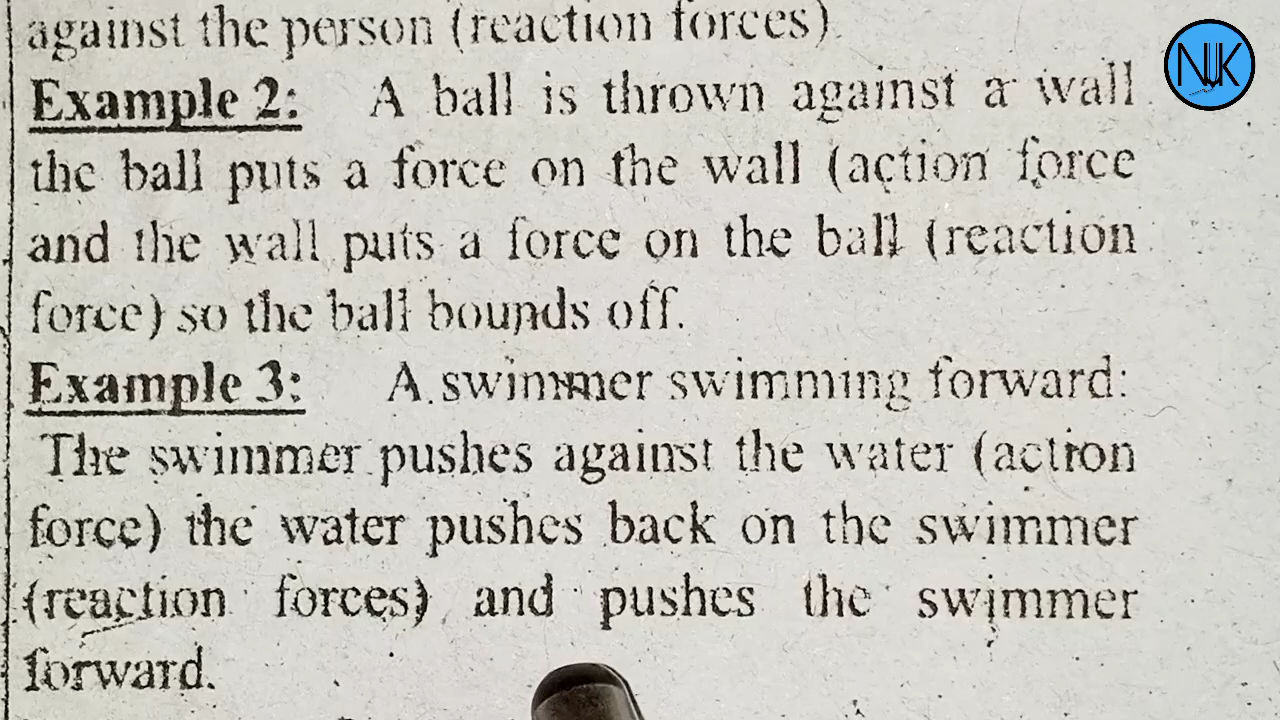 against the person (reaction forces).
NJK
Example 2: A ball is thrown against a wall
the ball puts a force on the wall (action force
and the wall puts a force on the ball (reaction
force) so the ball bounds off.
Example 3: A swimmer swimming forward:
The swimmer pushes against the water (action
force) the water pushes back on the swimmer
(reaction forces) and pushes the swimmer
forward.